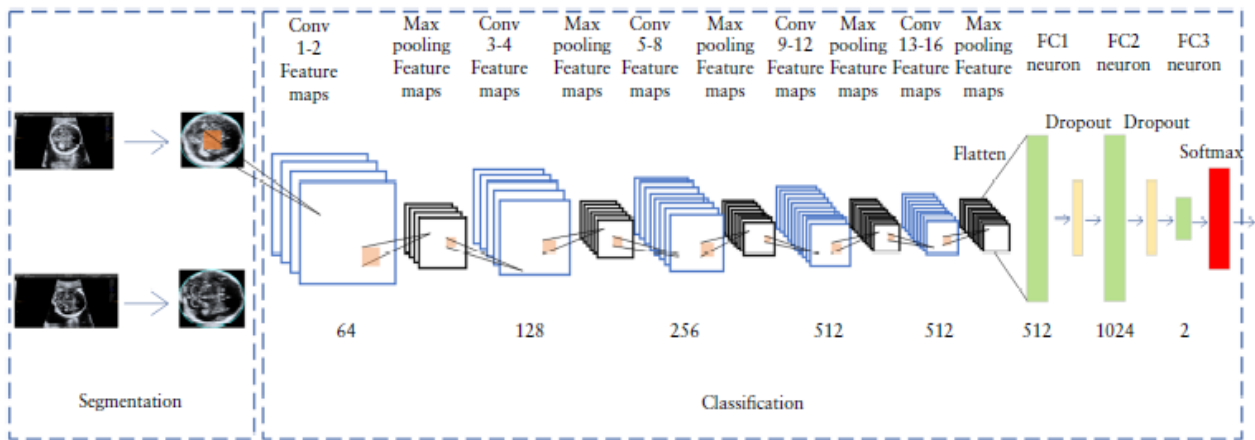 Conv
1-2
Feature
maps
Max
pooling
Feature
maps
Conv
3-4
Feature
maps
Max
pooling
Feature
maps
Conv
5-8
Feature
maps
Max
pooling
Feature
maps
Conv
9-12
Feature
maps
Max
pooling
Feature
maps
Conv
13-16
Feature
maps
Max
pooling
Feature
maps
FC1
neuron
FC2
neuron
FC3
neuron
Dropout
Dropout
Flatten
Softmax
64
128
256
512
512
512
1024
2
Segmentation
Classification